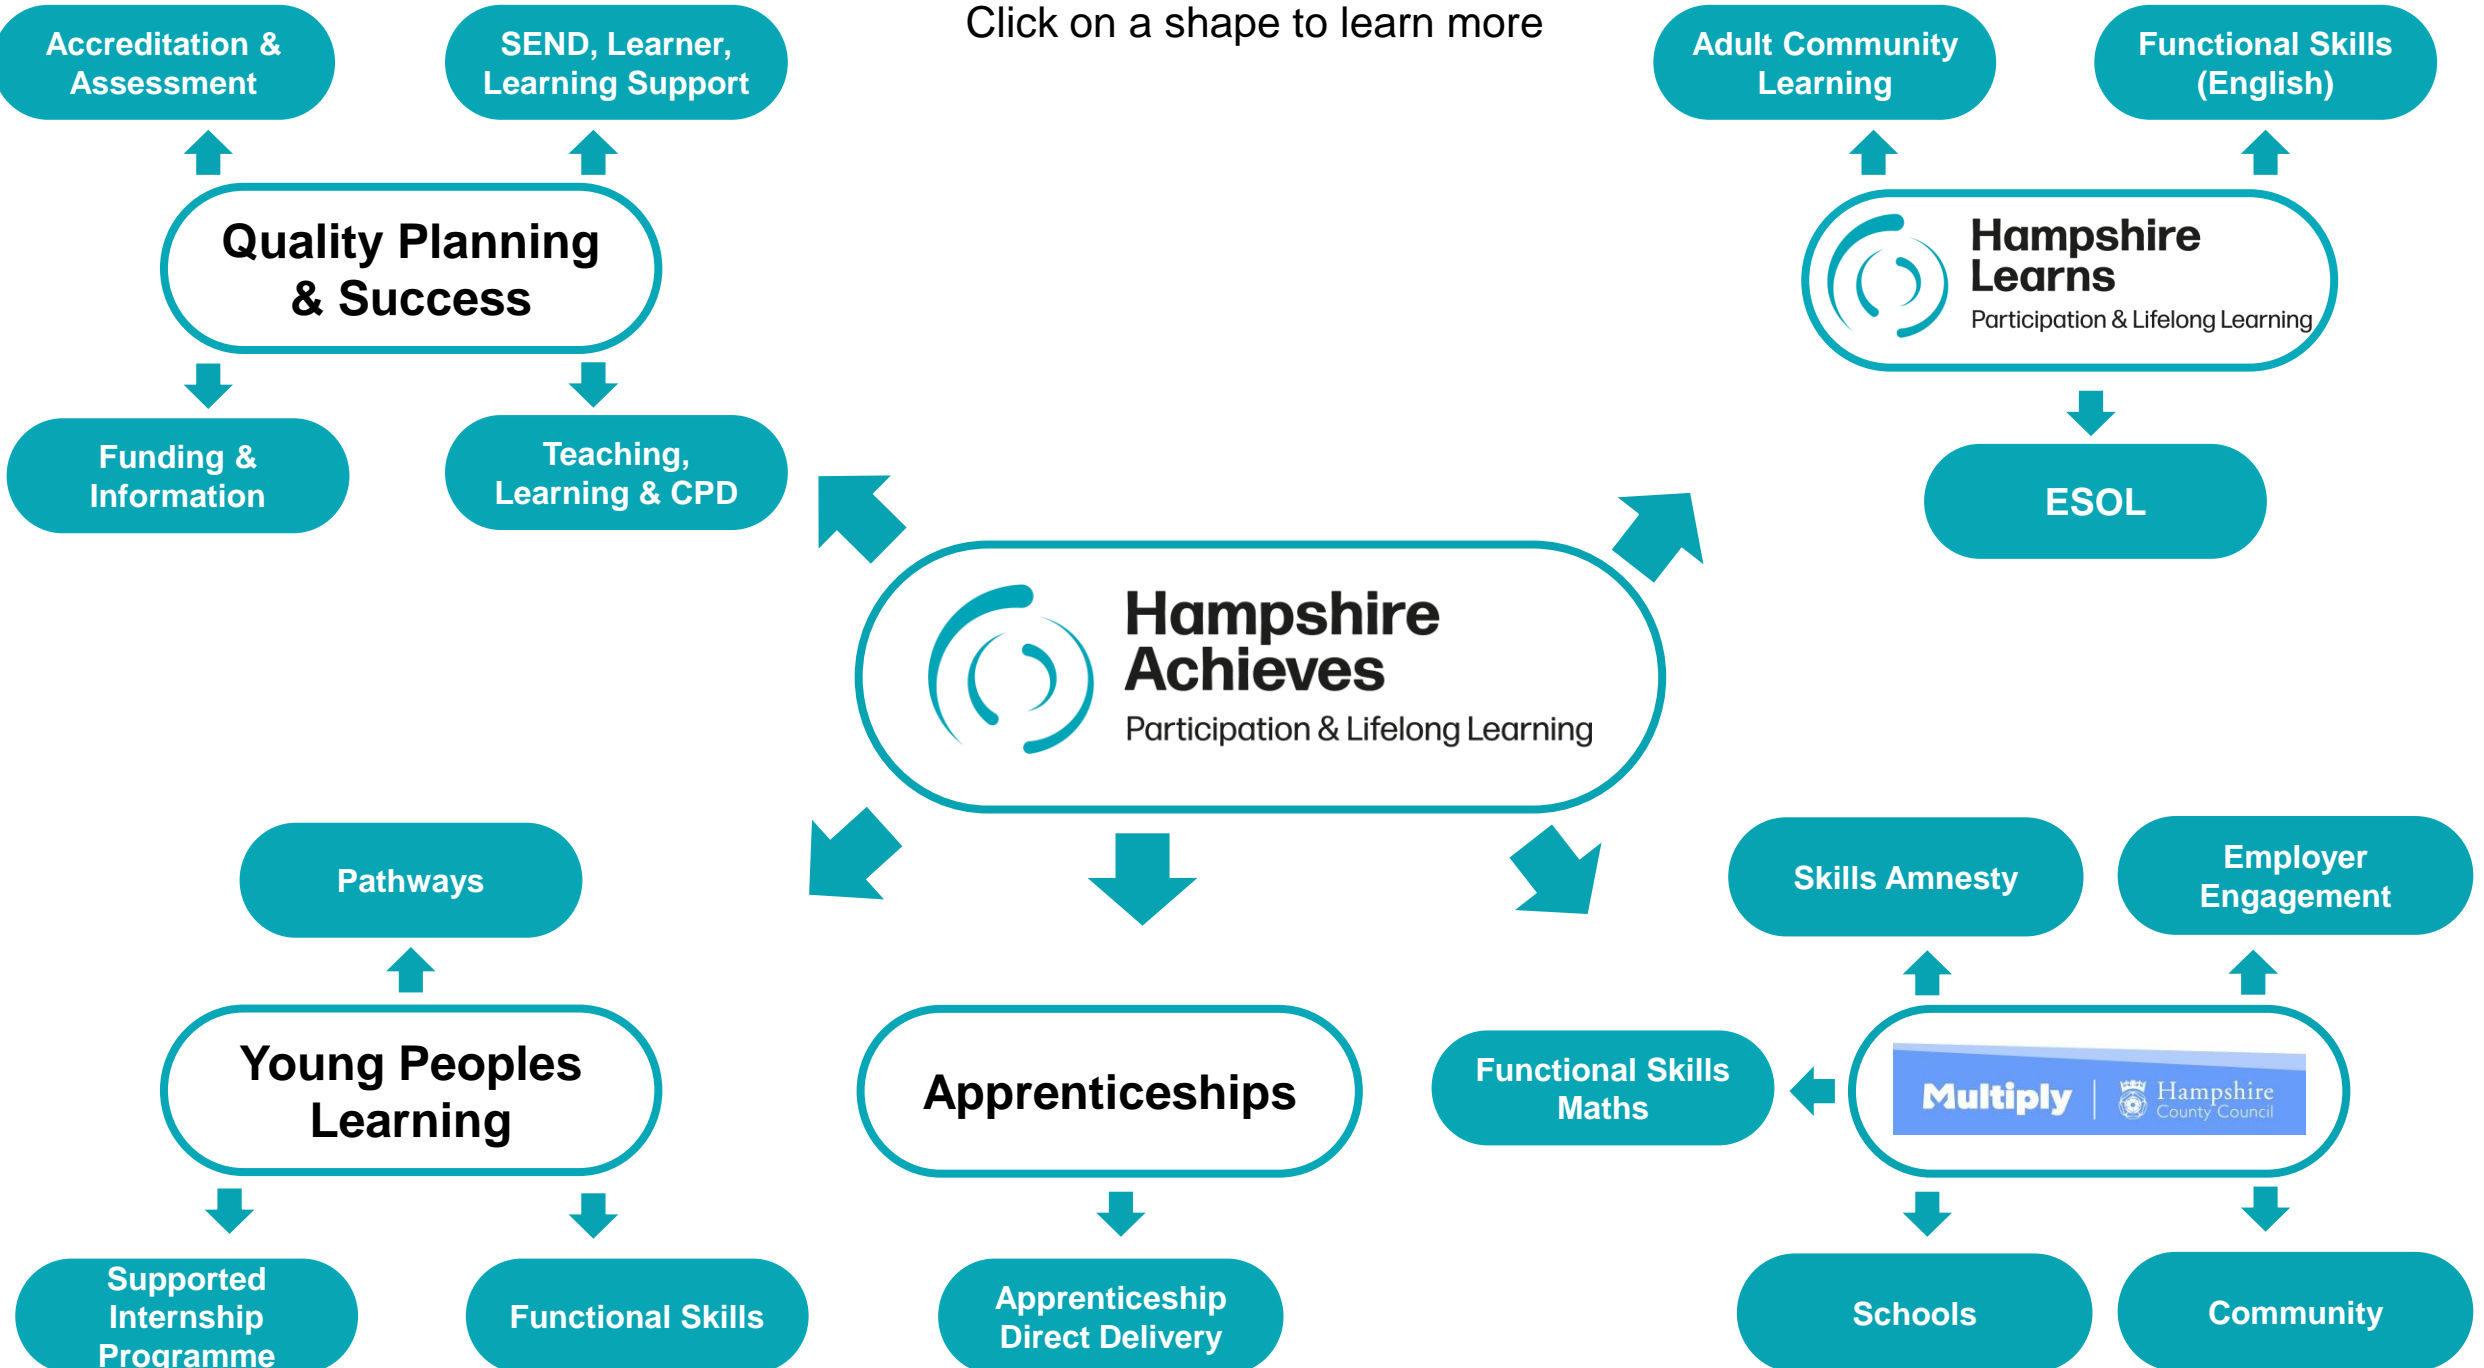 Click on a shape to learn more
Accreditation &
Assessment
SEND, Learner,
Learning Support
Quality Planning
& Success
Funding &
Information
Teaching,
Learning & CPD
Adult Community
Learning
Functional Skills
(English)
Hampshire
Learns
Participation & Lifelong Learning
ESOL
Hampshire
Achieves
Participation & Lifelong Learning
Pathways
Young Peoples
Learning
Supported
Internship
Programme
Functional Skills
Apprenticeships
Apprenticeship
Direct Delivery
Skills Amnesty
Employer
Engagement
Functional Skills
Maths
Multiply
Hampshire
County Council
Schools
Community